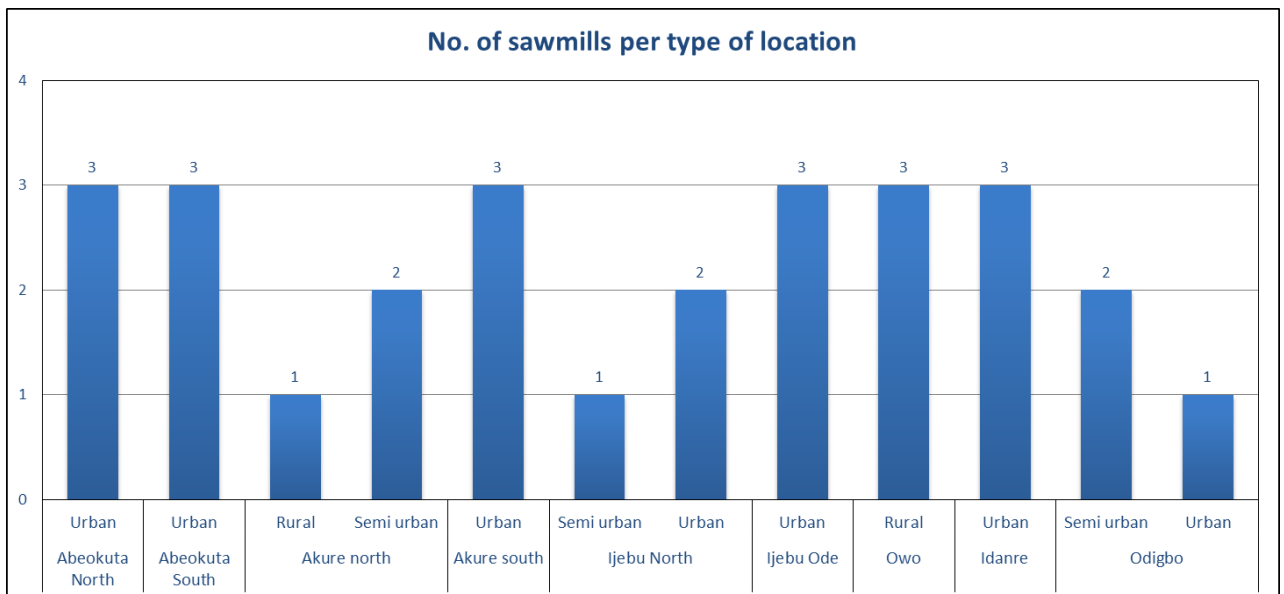 No. of sawmills per type of location
4
3
2
1
0
3
3
1
2
3
1
2
3
3
3
2
1
Urban
Urban
Rural
Semi urban
Urban
Semi urban
Urban
Urban
Rural
Urban
Semi urban
Urban
Abeokuta
North
Abeokuta
South
Akure north
Akure south
Ijebu North
Ijebu Ode
Owo
Idanre
Odigbo